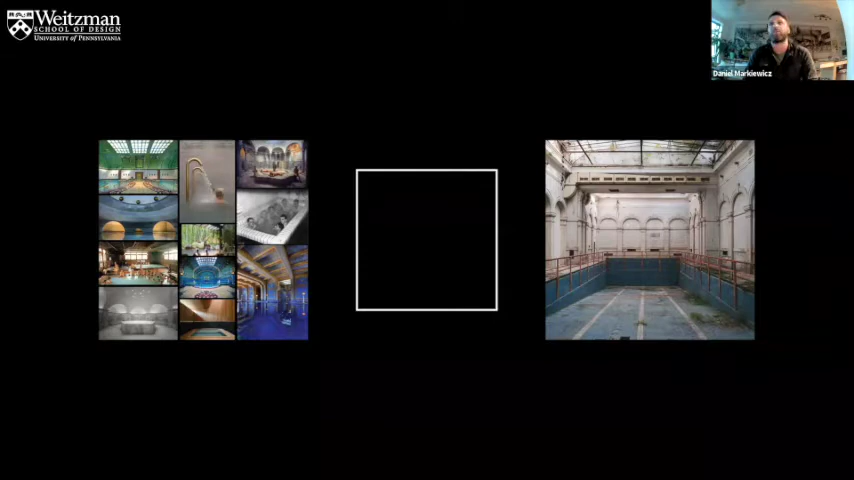 Weitzman
SCHOOL OF DESIGN
UNIVERSITY of PENNSYLVANIA
Daniel Markiewicz